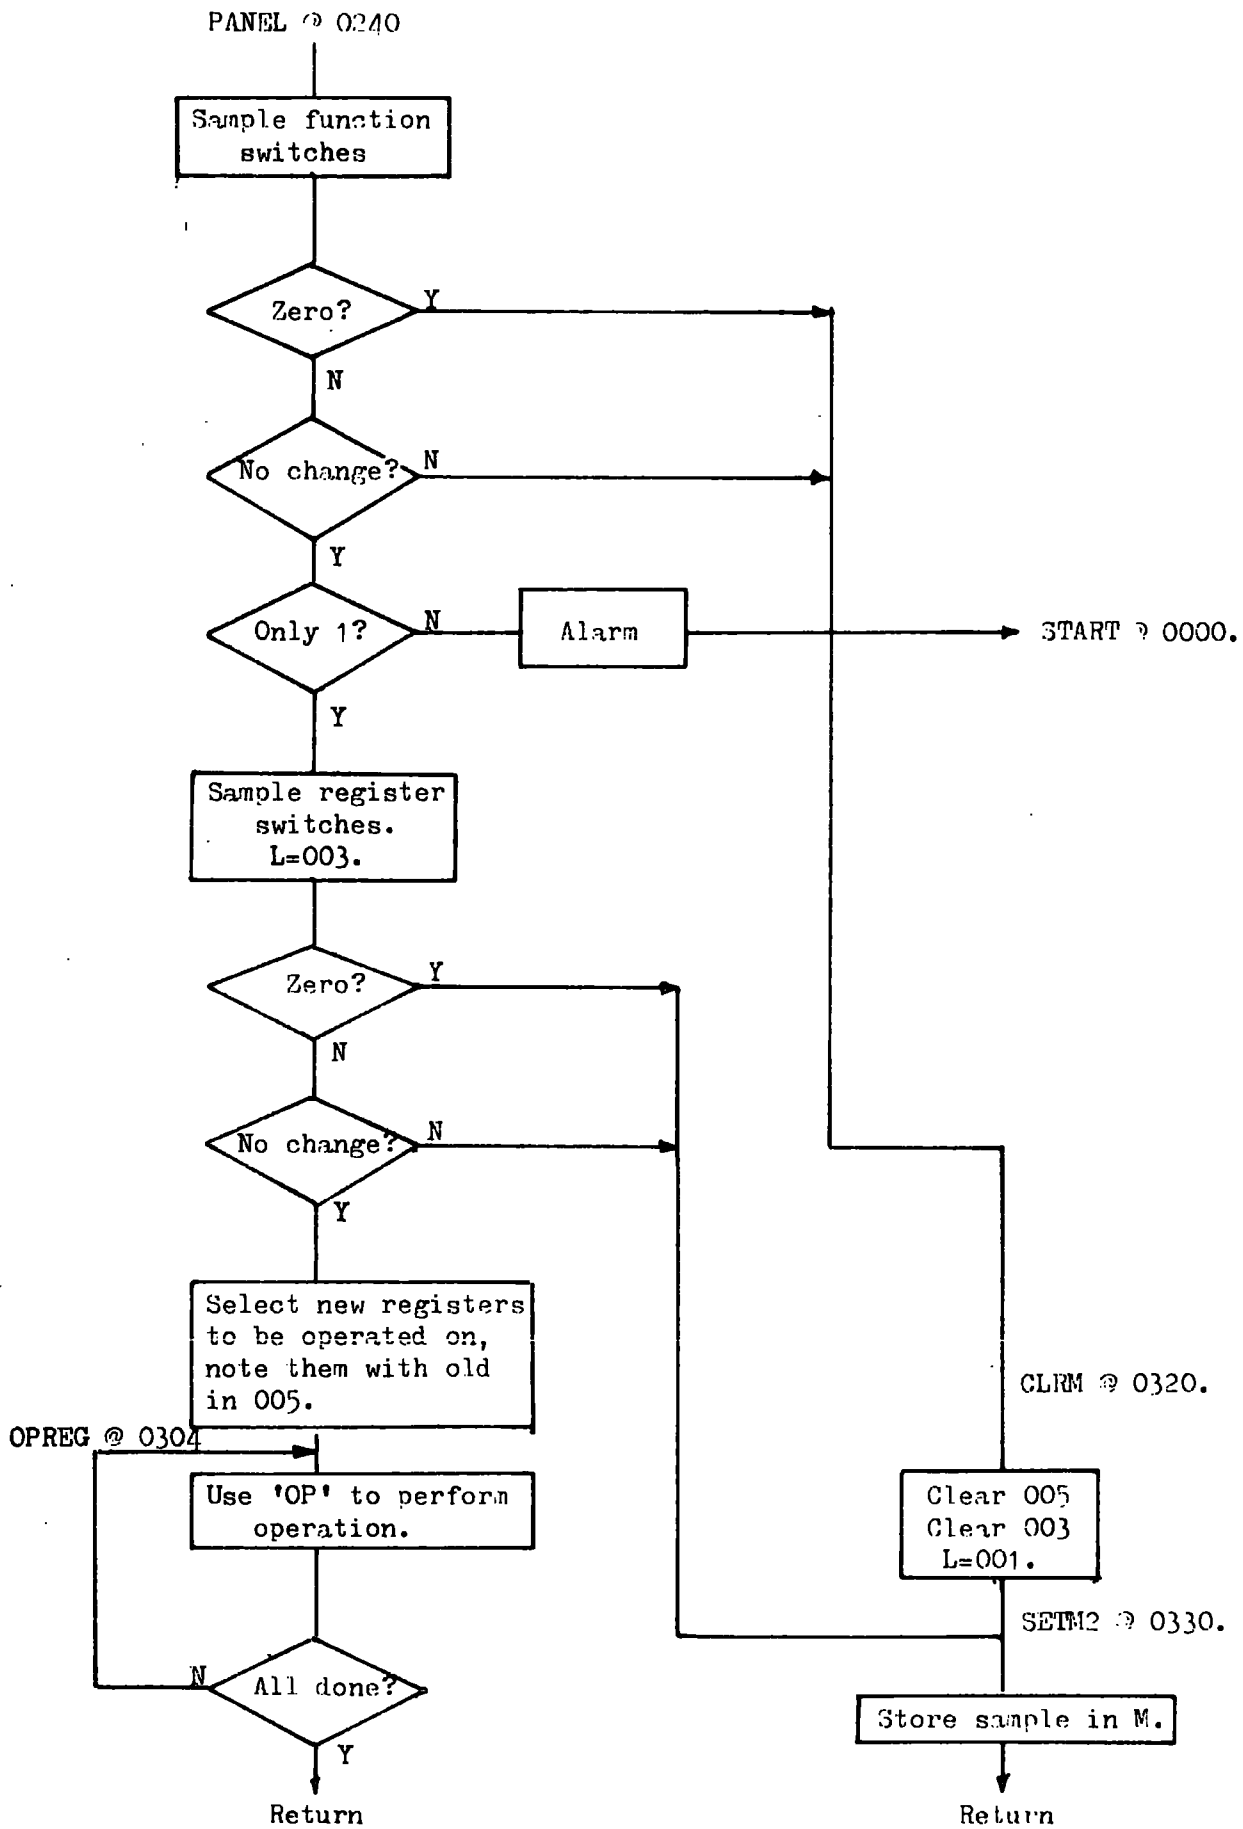 PANEL @ 0240
Sample function
switches
Zero?
Y
N
No change?
N
Y
Only 1?
N
Alarm
START @ 0000.
Y
Sample register
switches.
L=003.
Zero?
Y
N
No change?
N
Y
Select new registers
to be operated on,
note them with old
in 005.
OPREG @ 0304
Use 'OP' to perform
operation.
All done?
N
Y
Return
CLRM @ 0320.
Clear 005
Clear 003
L=001.
SETM2 @ 0330.
Store sample in M.
Return